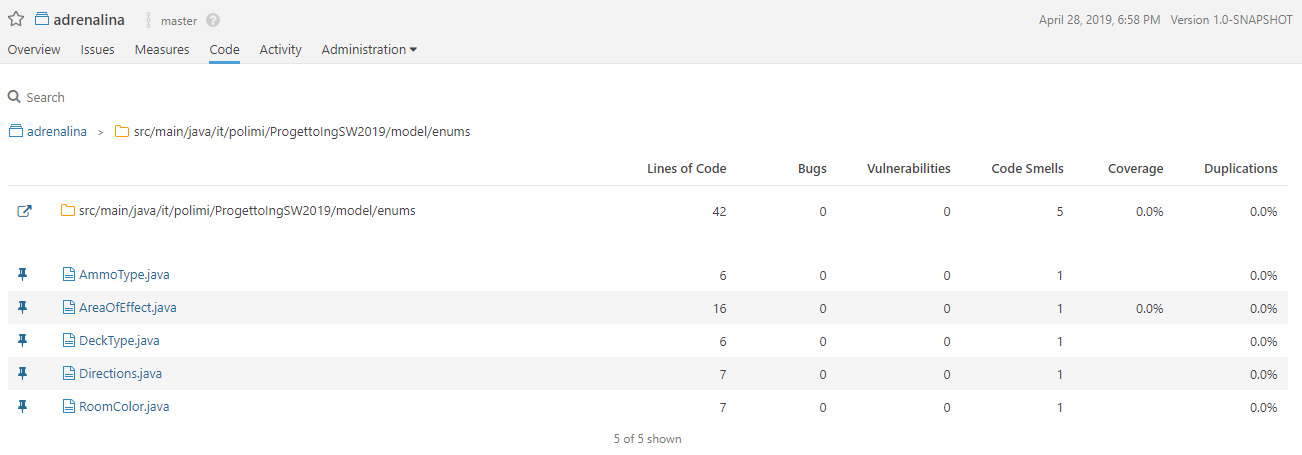 adrenalina master ? April 28, 2019, 6:58 PM Version 1.0-SNAPSHOT
Overview Issues Measures Code Activity Administration
Search
adrenalina > src/main/java/it/polimi/ProgettoIngSW2019/model/enums
Lines of Code Bugs Vulnerabilities Code Smells Coverage Duplications
src/main/java/it/polimi/ProgettoIngSW2019/model/enums 42 0 0 5 0.0% 0.0%
AmmoType.java 6 0 0 1 0.0%
AreaOfEffect.java 16 0 0 1 0.0% 0.0%
DeckType.java 6 0 0 1 0.0%
Directions.java 7 0 0 1 0.0%
RoomColor.java 7 0 0 1 0.0%
5 of 5 shown